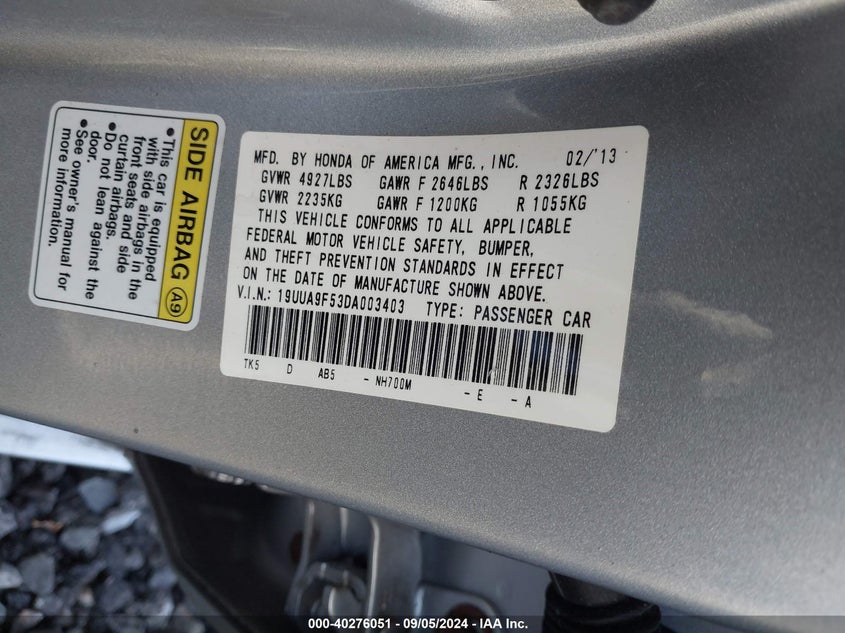 SIDE AIRBAG A9
• This car is equipped
with side airbags in the
front seats and side
curtain airbags.
• Do not lean against the
door.
• See owner's manual for
more information.
MFD. BY HONDA OF AMERICA MFG., INC. 02/'13
GVWR 4927LBS GAWR F 2646LBS R 2326LBS
GVWR 2235KG GAWR F 1200KG R 1055KG
THIS VEHICLE CONFORMS TO ALL APPLICABLE
FEDERAL MOTOR VEHICLE SAFETY, BUMPER,
AND THEFT PREVENTION STANDARDS IN EFFECT
ON THE DATE OF MANUFACTURE SHOWN ABOVE.
V.I.N.: 19UUA9F53DA003403 TYPE: PASSENGER CAR
TK5 D AB5 - NH700M - E - A
000-40276051 - 09/05/2024 - IAA Inc.